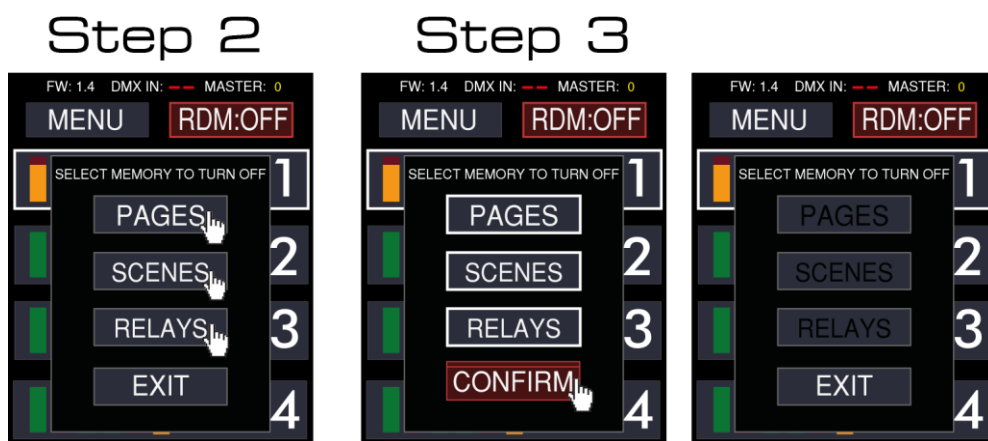 Step 2
FW: 1.4 DMX IN: -- MASTER: 0
MENU RDM:OFF
SELECT MEMORY TO TURN OFF
1
PAGES
2
SCENES
3
RELAYS
EXIT
4
Step 3
FW: 1.4 DMX IN: -- MASTER: 0
MENU RDM:OFF
SELECT MEMORY TO TURN OFF
1
PAGES
2
SCENES
3
RELAYS
CONFIRM
4
FW: 1.4 DMX IN: -- MASTER: 0
MENU RDM:OFF
SELECT MEMORY TO TURN OFF
1
PAGES
2
SCENES
3
RELAYS
EXIT
4